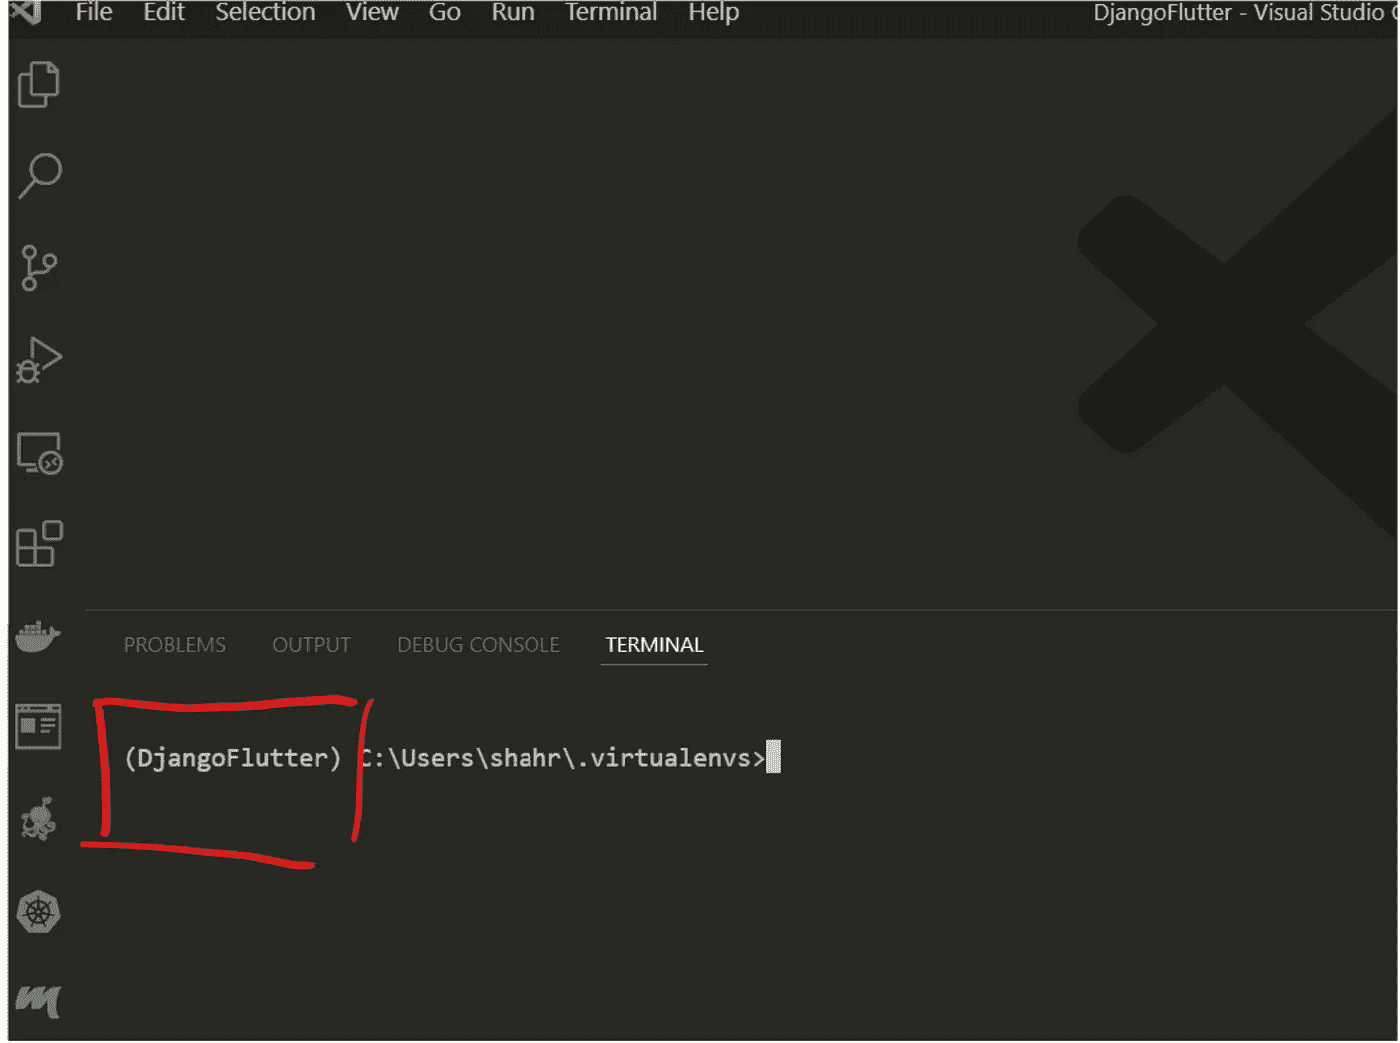 File Edit Selection View Go Run Terminal Help DjangoFlutter - Visual Studio
PROBLEMS OUTPUT DEBUG CONSOLE TERMINAL
(DjangoFlutter) C:\Users\shahr\.virtualenvs>